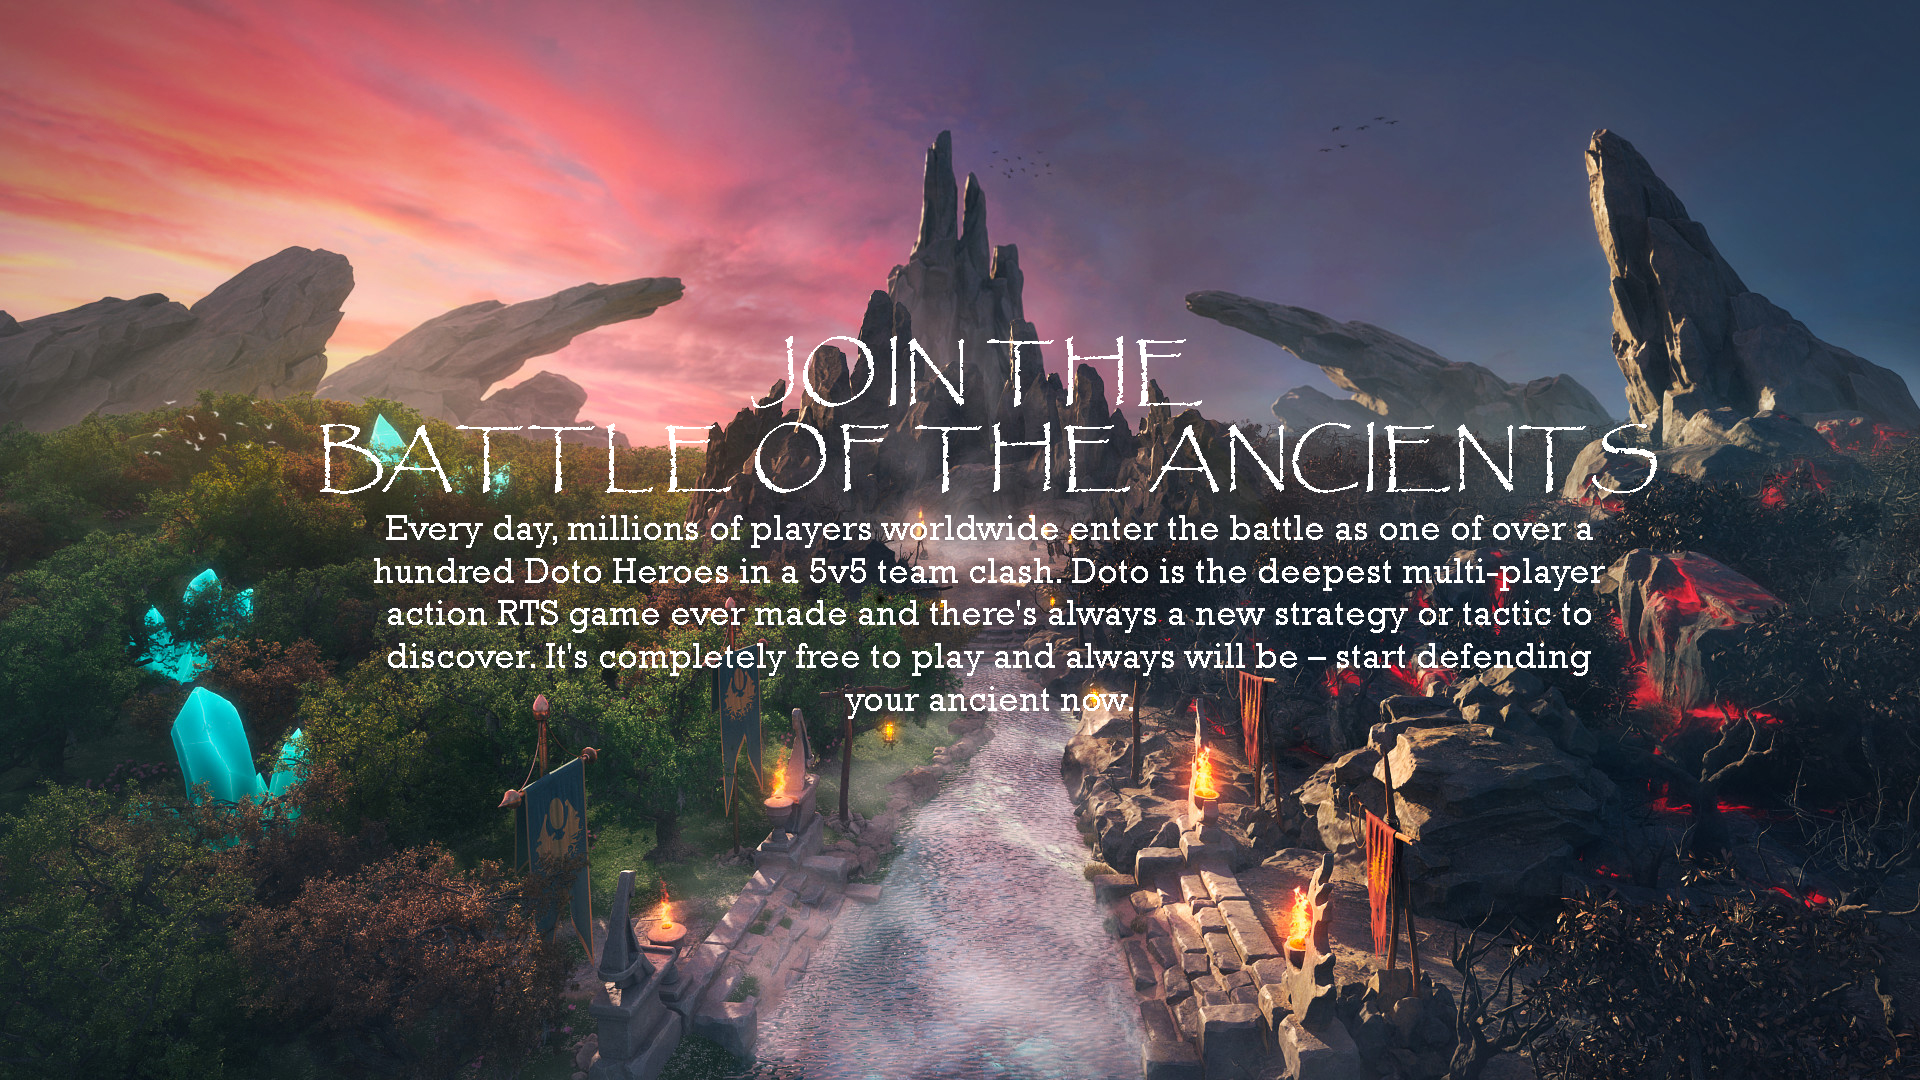 JOIN THE
BATTLE OF THE ANCIENTS
Every day, millions of players worldwide enter the battle as one of over a
hundred Doto Heroes in a 5v5 team clash. Doto is the deepest multi-player
action RTS game ever made and there's always a new strategy or tactic to
discover. It's completely free to play and always will be – start defending
your ancient now.